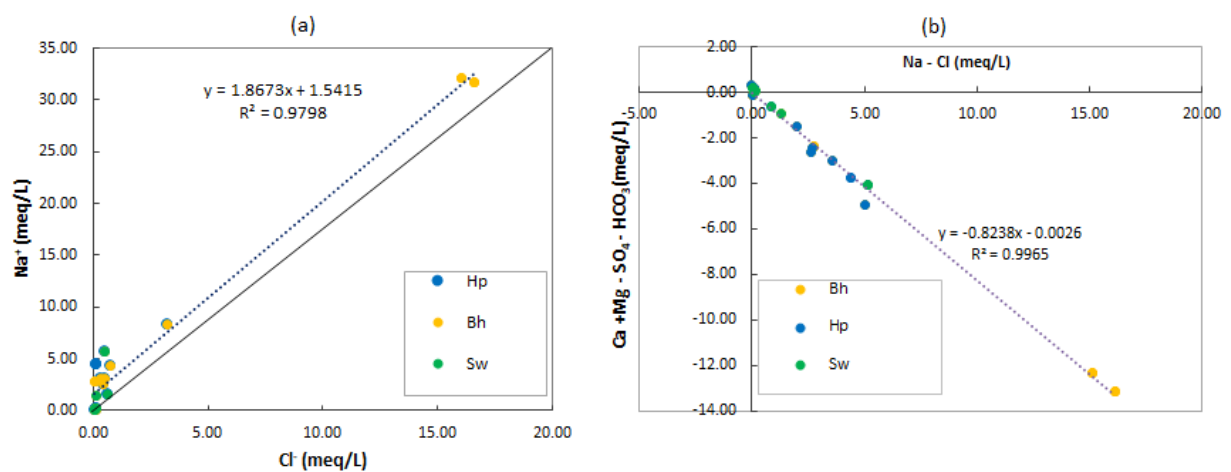 (a)
35.00
30.00
25.00
20.00
15.00
10.00
5.00
0.00
0.00 5.00 10.00 15.00 20.00
Na⁺ (meq/L)
Cl⁻ (meq/L)
y = 1.8673x + 1.5415
R² = 0.9798
Hp
Bh
Sw
(b)
2.00
0.00
-2.00
-4.00
-6.00
-8.00
-10.00
-12.00
-14.00
-5.00 0.00 5.00 10.00 15.00 20.00
Na - Cl (meq/L)
Ca +Mg - SO₄ - HCO₃(meq/L)
y = -0.8238x - 0.0026
R² = 0.9965
Bh
Hp
Sw